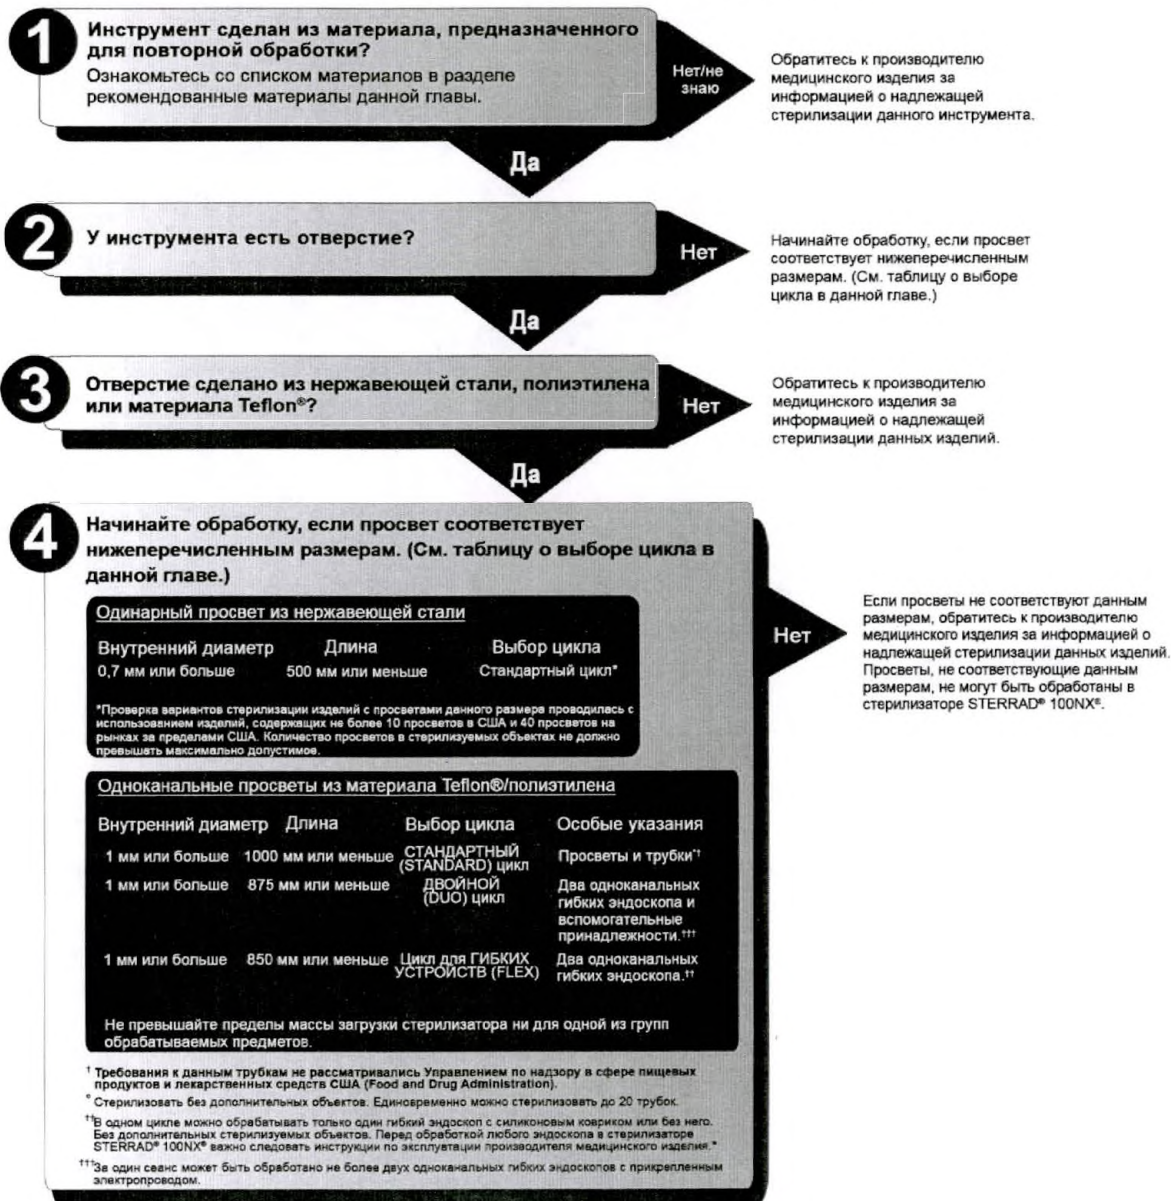 1
Инструмент сделан из материала, предназначенного
для повторной обработки?
Ознакомьтесь со списком материалов в разделе
рекомендованные материалы данной главы.
Нет/не
знаю
Обратитесь к производителю
медицинского изделия за
информацией о надлежащей
стерилизации данного инструмента.
Да
2
У инструмента есть отверстие?
Нет
Начинайте обработку, если просвет
соответствует нижеперечисленным
размерам. (См. таблицу о выборе
цикла в данной главе.)
Да
3
Отверстие сделано из нержавеющей стали, полиэтилена
или материала Teflon®?
Нет
Обратитесь к производителю
медицинского изделия за
информацией о надлежащей
стерилизации данных изделий.
Да
4
Начинайте обработку, если просвет соответствует
нижеперечисленным размерам. (См. таблицу о выборе цикла в
данной главе.)
Одинарный просвет из нержавеющей стали
Внутренний диаметр Длина Выбор цикла
0,7 мм или больше 500 мм или меньше Стандартный цикл*
*Проверка вариантов стерилизации изделий с просветами данного размера проводилась с
использованием изделий, содержащих не более 10 просветов в США и 40 просветов на
рынках за пределами США. Количество просветов в стерилизуемых объектах не должно
превышать максимально допустимое.
Нет
Если просветы не соответствуют данным
размерам, обратитесь к производителю
медицинского изделия за информацией о
надлежащей стерилизации данных изделий.
Просветы, не соответствующие данным
размерам, не могут быть обработаны в
стерилизаторе STERRAD® 100NX®.
Одноканальные просветы из материала Teflon®/полиэтилена
Внутренний диаметр Длина Выбор цикла Особые указания
1 мм или больше 1000 мм или меньше СТАНДАРТНЫЙ (STANDARD) цикл Просветы и трубки*†
1 мм или больше 875 мм или меньше ДВОЙНОЙ (DUO) цикл Два одноканальных
гибких эндоскопа и
вспомогательные
принадлежности.†††
1 мм или больше 850 мм или меньше Цикл для ГИБКИХ УСТРОЙСТВ (FLEX) Два одноканальных
гибких эндоскопа.††
Не превышайте пределы массы загрузки стерилизатора ни для одной из групп
обрабатываемых предметов.
† Требования к данным трубкам не рассматривались Управлением по надзору в сфере пищевых
продуктов и лекарственных средств США (Food and Drug Administration).
* Стерилизовать без дополнительных объектов. Единовременно можно стерилизовать до 20 трубок.
††В одном цикле можно обрабатывать только один гибкий эндоскоп с силиконовым ковриком или без него.
Без дополнительных стерилизуемых объектов. Перед обработкой любого эндоскопа в стерилизаторе
STERRAD® 100NX® важно следовать инструкции по эксплуатации производителя медицинского изделия.*
†††За один сеанс может быть обработано не более двух одноканальных гибких эндоскопов с прикрепленным
электропроводом.